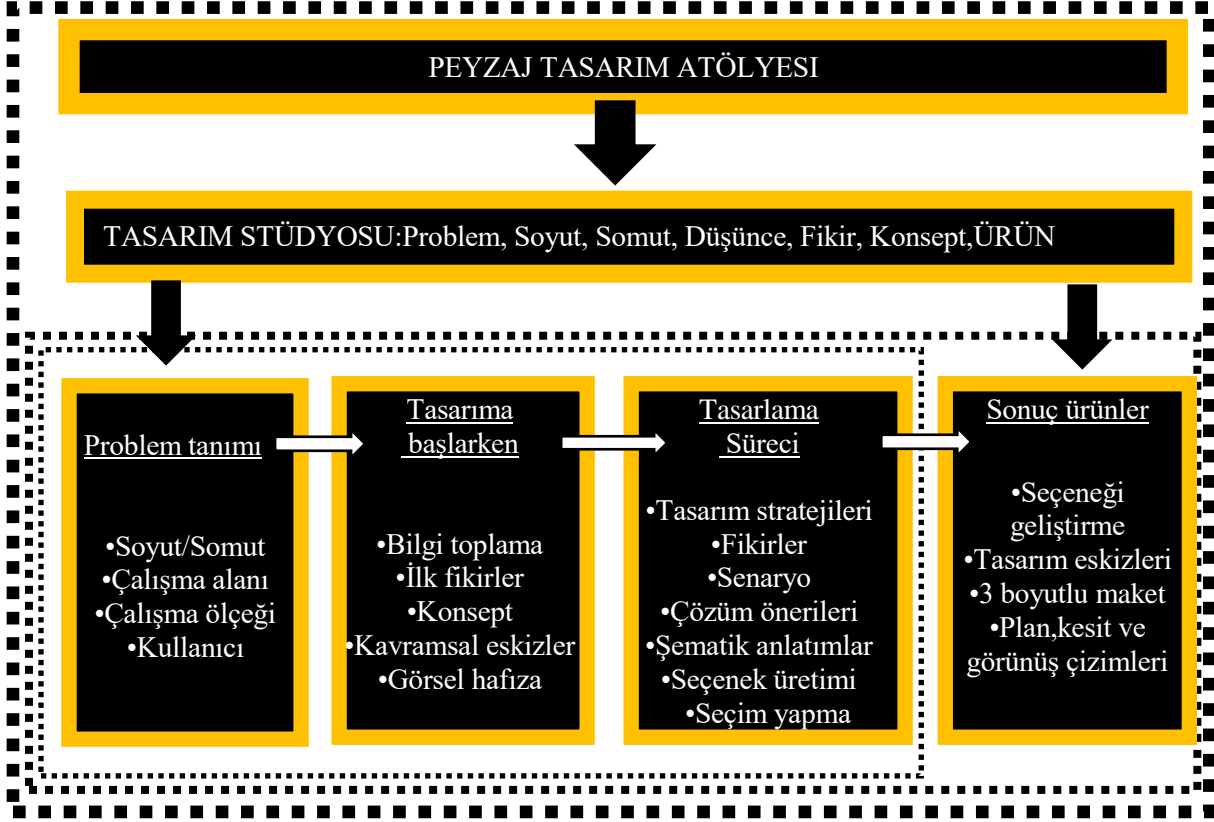 PEYZAJ TASARIM ATÖLYESI
TASARIM STÜDYOSU:Problem, Soyut, Somut, Düşünce, Fikir, Konsept,ÜRÜN
Problem tanımı
•Soyut/Somut
•Çalışma alanı
•Çalışma ölçeği
•Kullanıcı
Tasarıma
başlarken
•Bilgi toplama
•İlk fikirler
•Konsept
•Kavramsal eskizler
•Görsel hafıza
Tasarlama
Süreci
•Tasarım stratejileri
•Fikirler
•Senaryo
•Çözüm önerileri
•Şematik anlatımlar
•Seçenek üretimi
•Seçim yapma
Sonuç ürünler
•Seçeneği
geliştirme
•Tasarım eskizleri
•3 boyutlu maket
•Plan,kesit ve
görünüş çizimleri